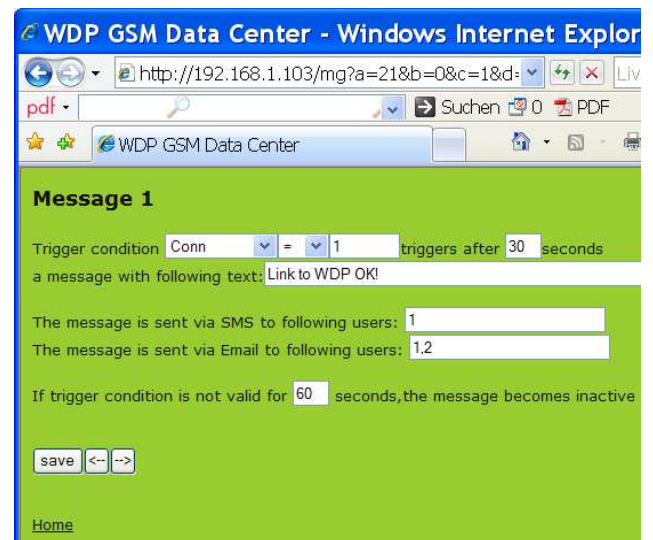 WDP GSM Data Center - Windows Internet Explor
http://192.168.1.103/mg?a=21&b=0&c=1&d= Liv
pdf Suchen 0 PDF
WDP GSM Data Center
Message 1
Trigger condition Conn = 1 triggers after 30 seconds
a message with following text: Link to WDP OK!
The message is sent via SMS to following users: 1
The message is sent via Email to following users: 1,2
If trigger condition is not valid for 60 seconds,the message becomes inactive
save <-- -->
Home